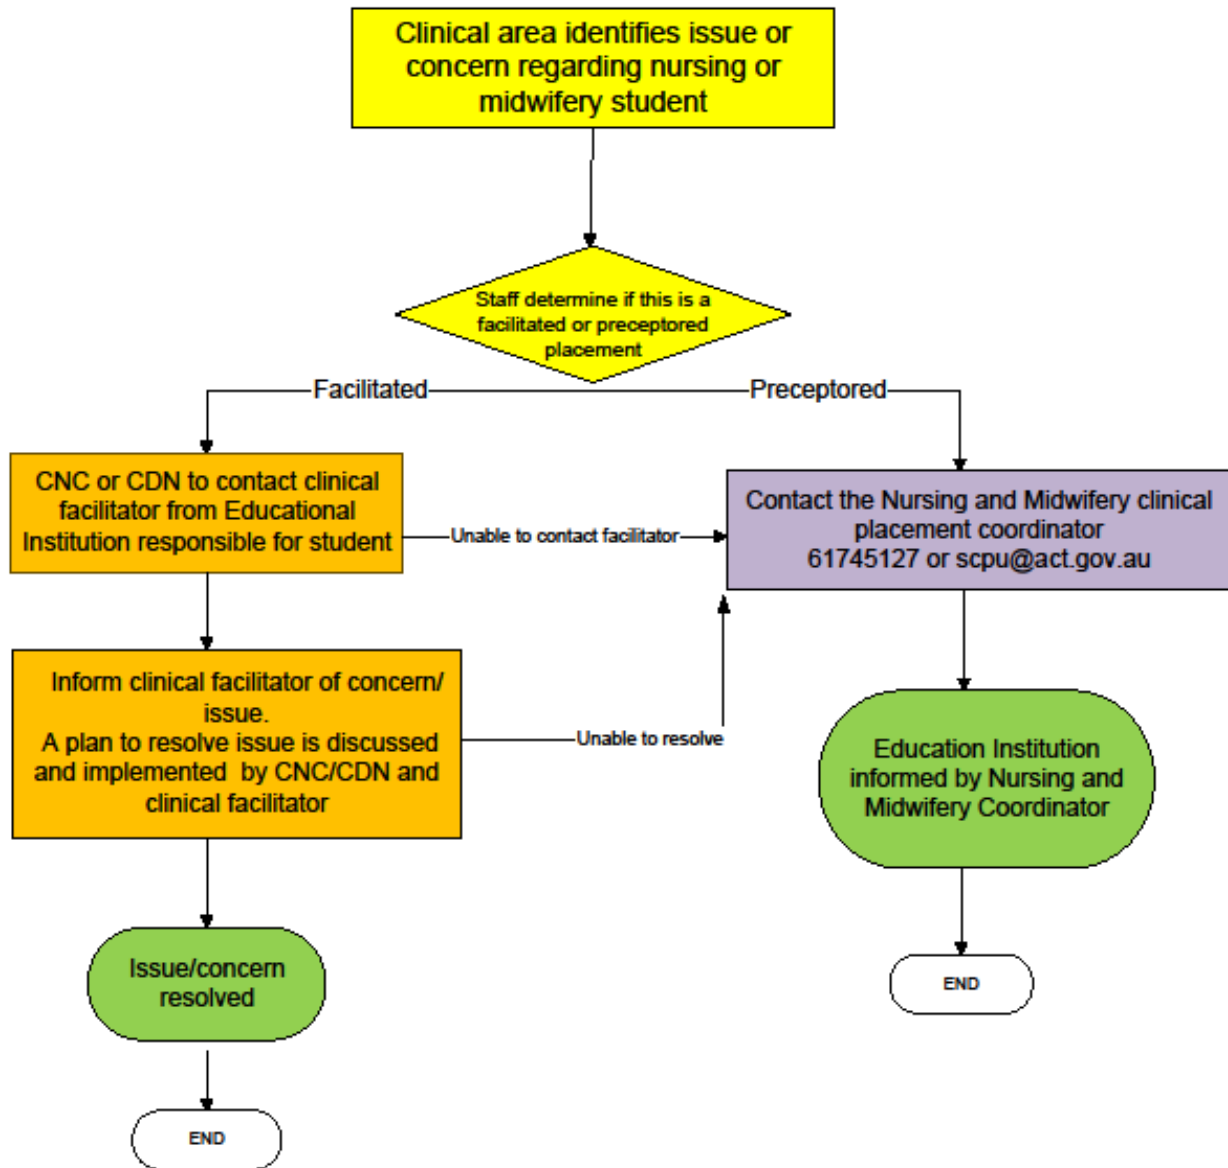 Clinical area identifies issue or
concern regarding nursing or
midwifery student
Staff determine if this is a
facilitated or preceptored
placement
Facilitated
Preceptored
CNC or CDN to contact clinical
facilitator from Educational
Institution responsible for student
Unable to contact facilitator
Contact the Nursing and Midwifery clinical
placement coordinator
61745127 or scpu@act.gov.au
Inform clinical facilitator of concern/
issue.
A plan to resolve issue is discussed
and implemented by CNC/CDN and
clinical facilitator
Unable to resolve
Education Institution
informed by Nursing and
Midwifery Coordinator
Issue/concern
resolved
END
END